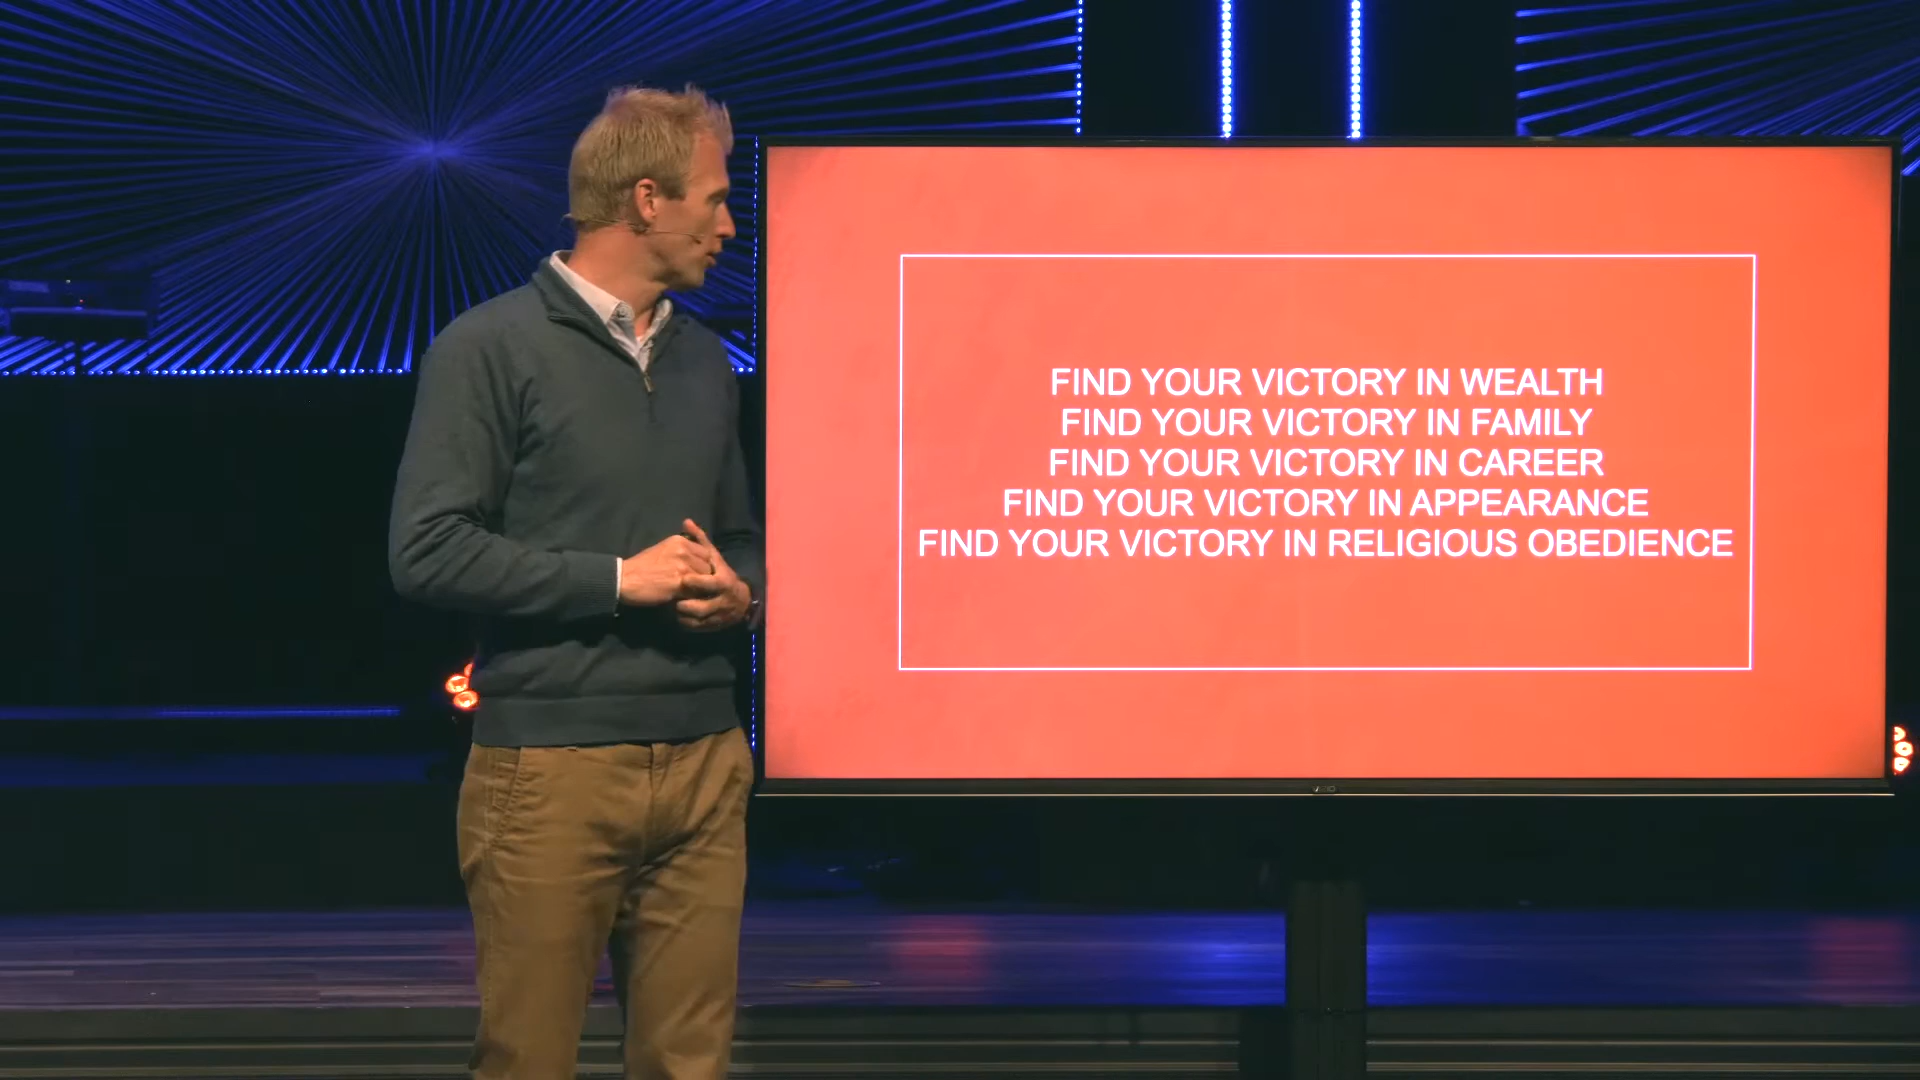 FIND YOUR VICTORY IN WEALTH
FIND YOUR VICTORY IN FAMILY
FIND YOUR VICTORY IN CAREER
FIND YOUR VICTORY IN APPEARANCE
FIND YOUR VICTORY IN RELIGIOUS OBEDIENCE